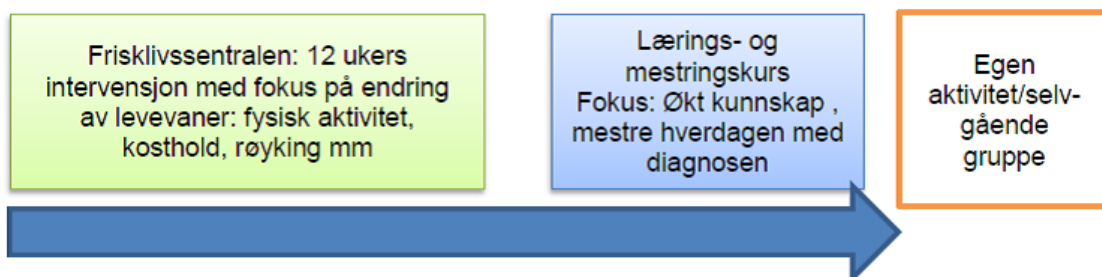 Frisklivssentralen: 12 ukers
intervensjon med fokus på endring
av levevaner: fysisk aktivitet,
kosthold, røyking mm
Lærings- og
mestringskurs
Fokus: Økt kunnskap ,
mestre hverdagen med
diagnosen
Egen
aktivitet/selv-
gående
gruppe